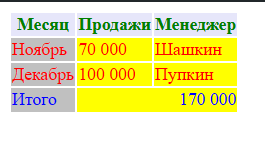 Месяц Продажи Менеджер
Ноябрь 70 000 Шашкин
Декабрь 100 000 Пупкин
Итого 170 000